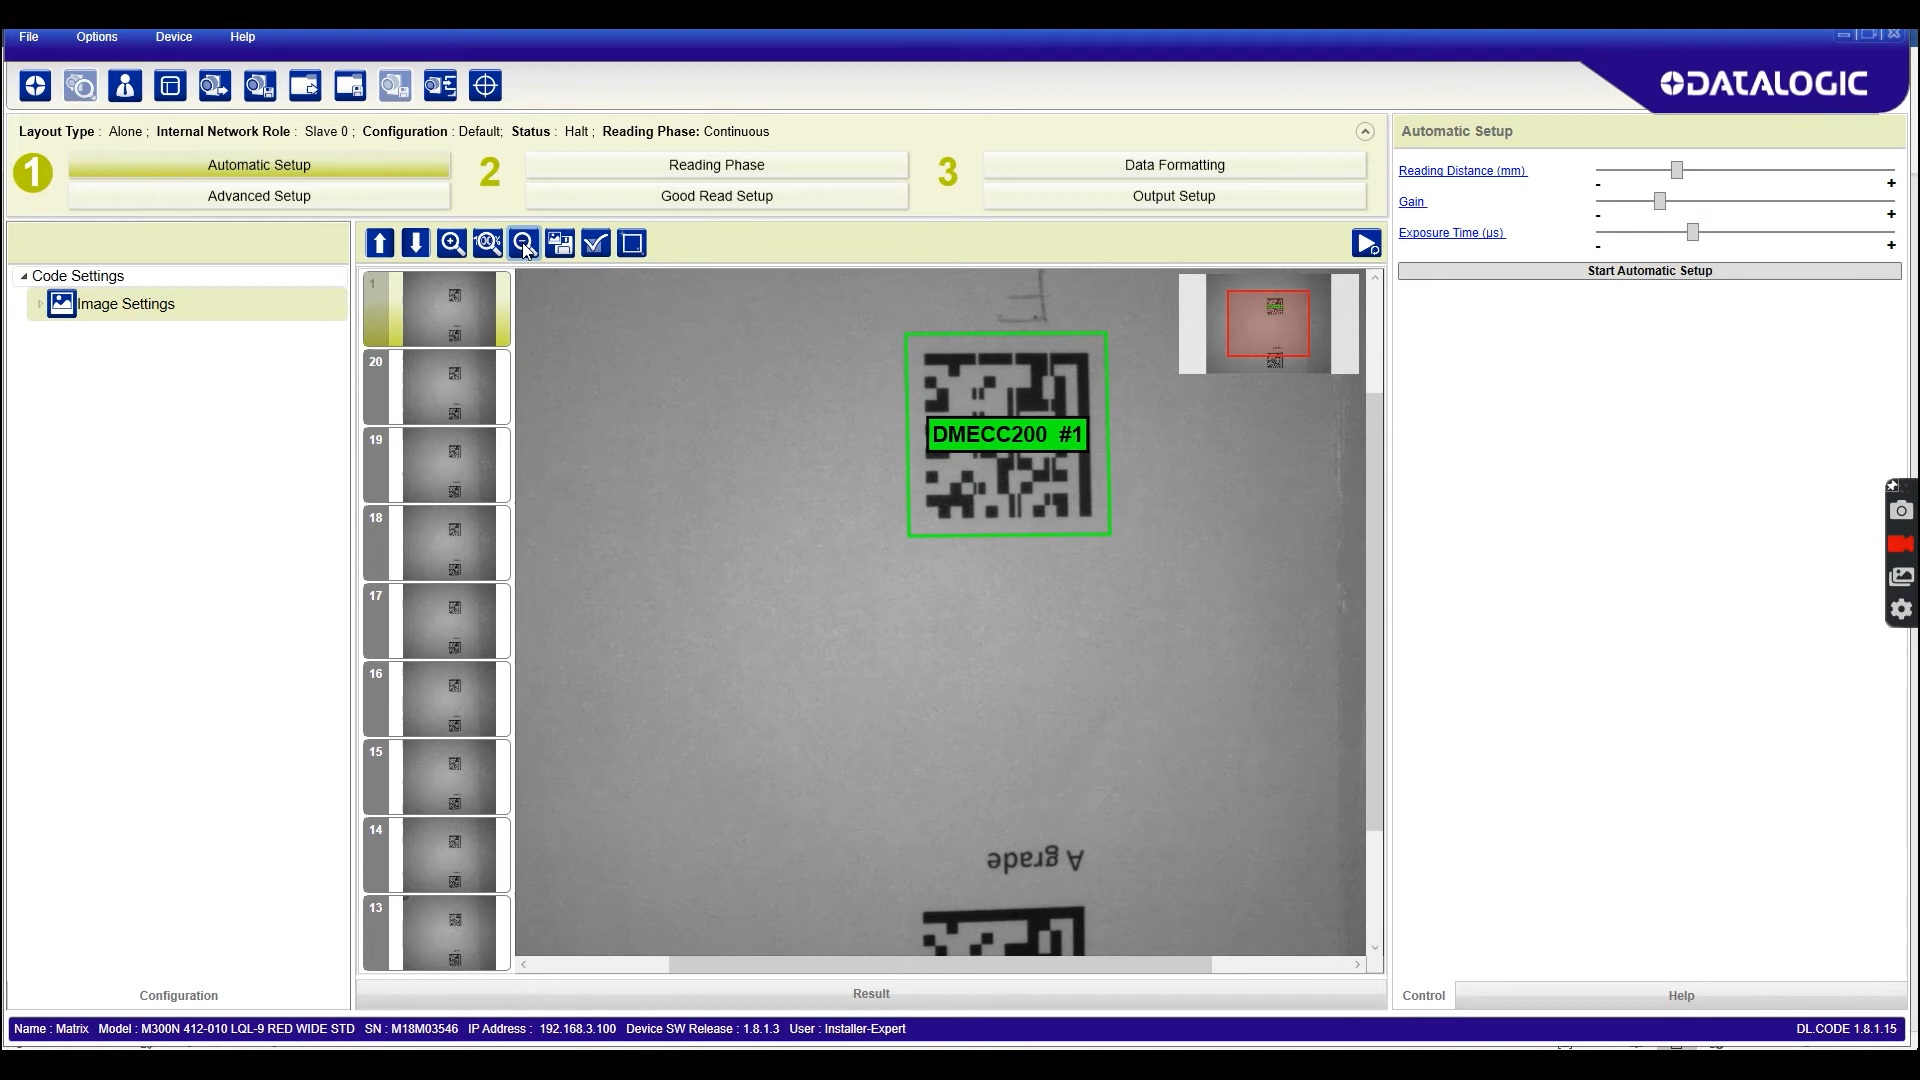 File Options Device Help
DATALOGIC
Layout Type : Alone ; Internal Network Role : Slave 0 ; Configuration : Default; Status : Halt ; Reading Phase: Continuous
1 Automatic Setup 2 Reading Phase 3 Data Formatting
Advanced Setup Good Read Setup Output Setup
Automatic Setup
Reading Distance (mm)
- +
Gain
- +
Exposure Time (µs)
- +
Start Automatic Setup
100%
Code Settings
Image Settings
1
20
19
18
17
16
15
14
13
DMECC200 #1
A grade
Configuration
Result
Control
Help
Name : Matrix Model : M300N 412-010 LQL-9 RED WIDE STD SN : M18M03546 IP Address : 192.168.3.100 Device SW Release : 1.8.1.3 User : Installer-Expert
DL.CODE 1.8.1.15